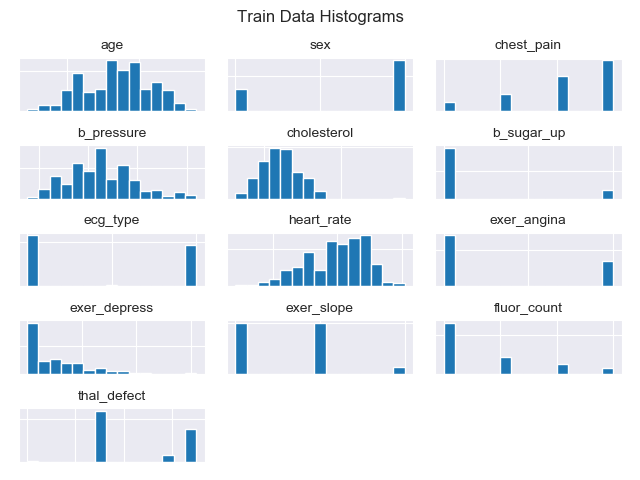 Train Data Histograms
age
sex
chest_pain
b_pressure
cholesterol
b_sugar_up
ecg_type
heart_rate
exer_angina
exer_depress
exer_slope
fluor_count
thal_defect